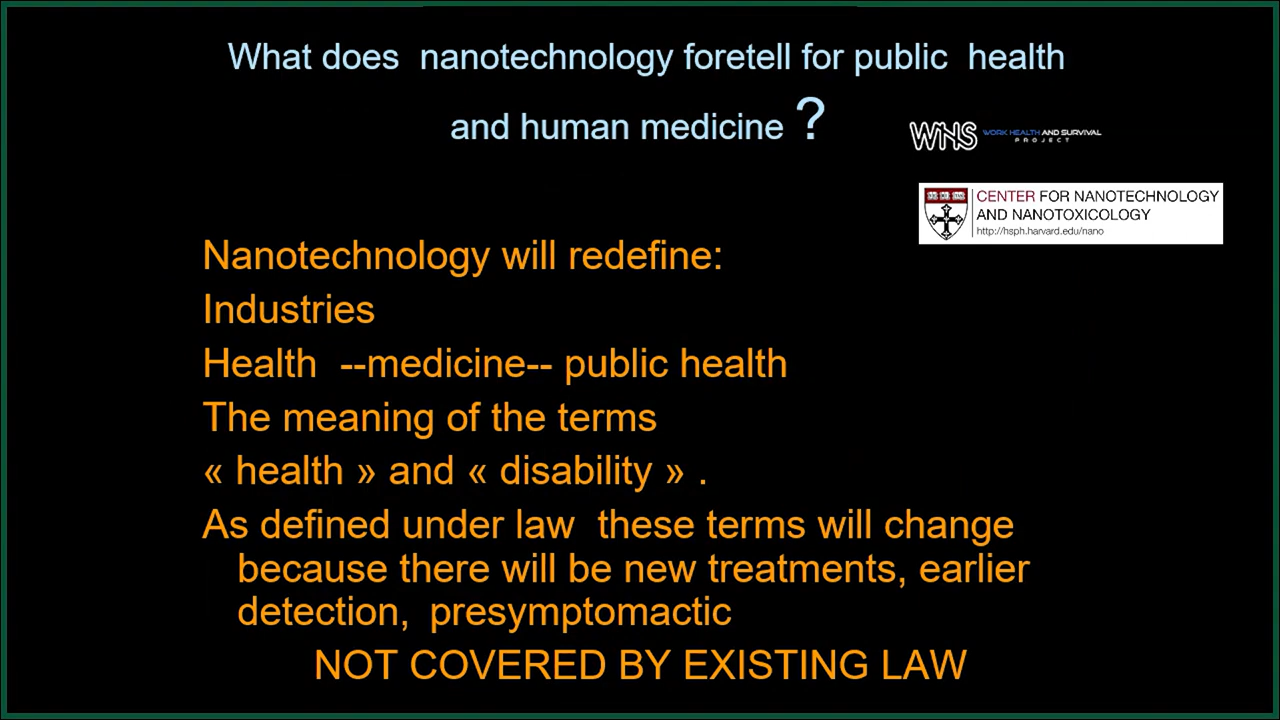 What does nanotechnology foretell for public health
and human medicine ?
WHS WORK HEALTH AND SURVIVAL
PROJECT
CENTER FOR NANOTECHNOLOGY
AND NANOTOXICOLOGY
http://hsph.harvard.edu/nano
Nanotechnology will redefine:
Industries
Health --medicine-- public health
The meaning of the terms
« health » and « disability » .
As defined under law these terms will change
because there will be new treatments, earlier
detection, presymptomactic
NOT COVERED BY EXISTING LAW